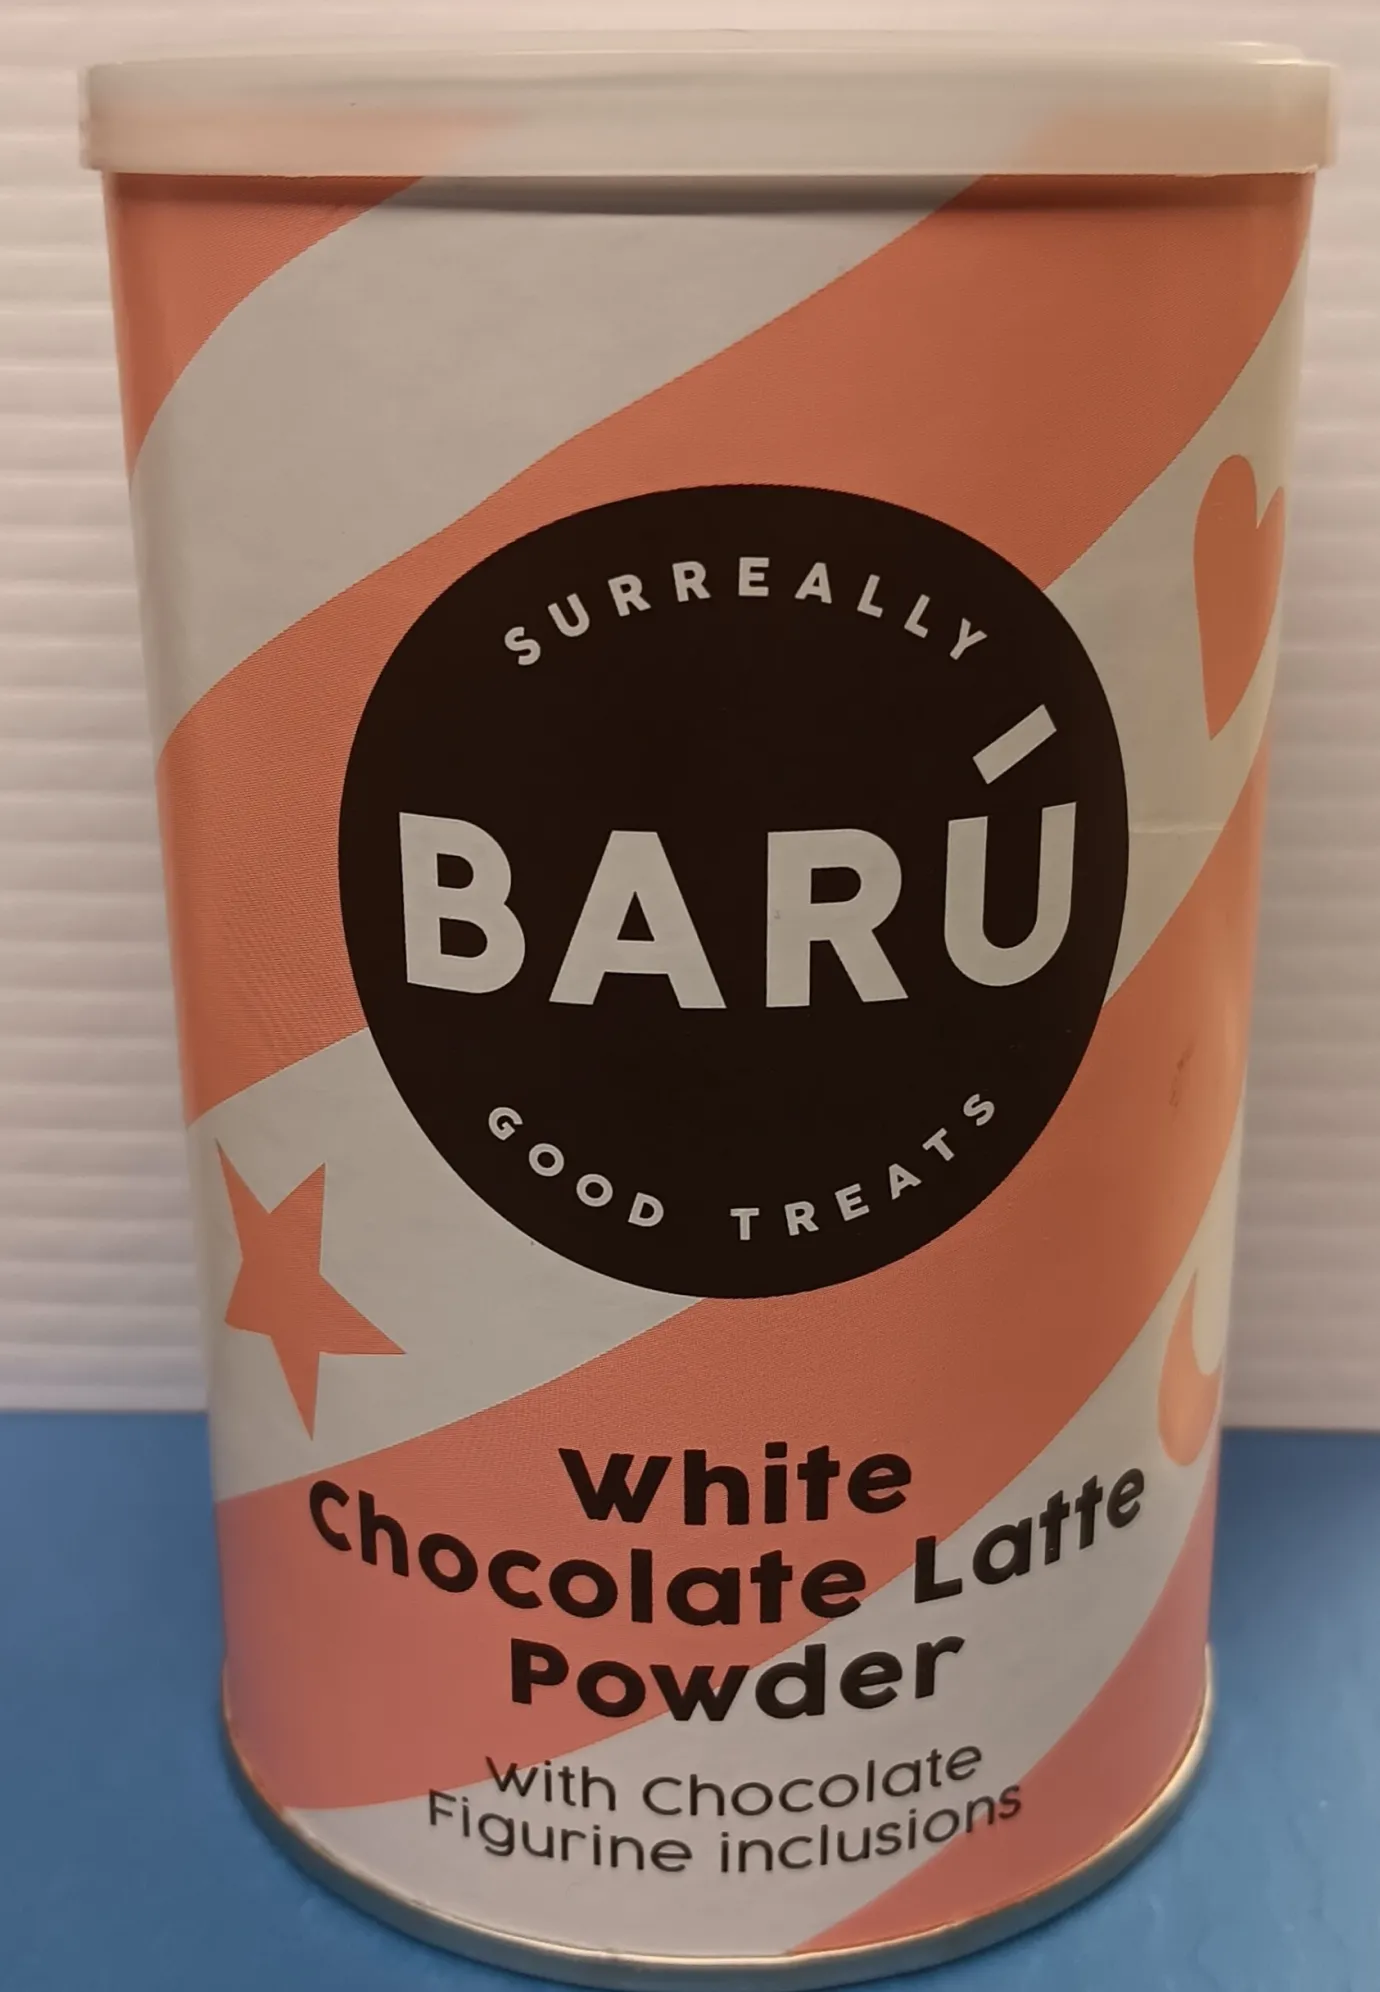 SURREALLY
BARÚ
GOOD TREATS
White
Chocolate Latte
Powder
with Chocolate
Figurine inclusions